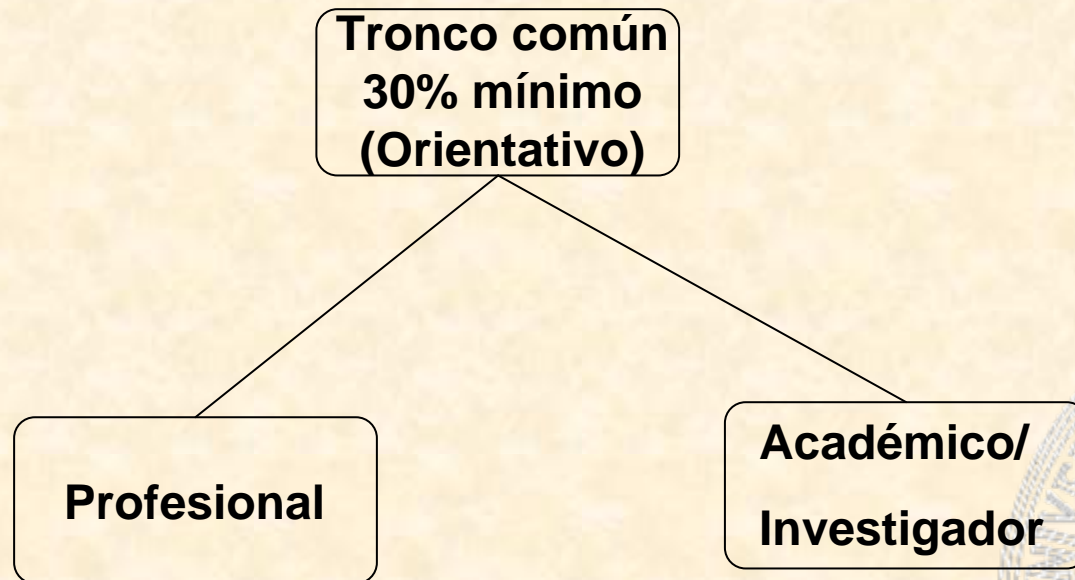 Tronco común
30% mínimo
(Orientativo)
Profesional
Académico/
Investigador